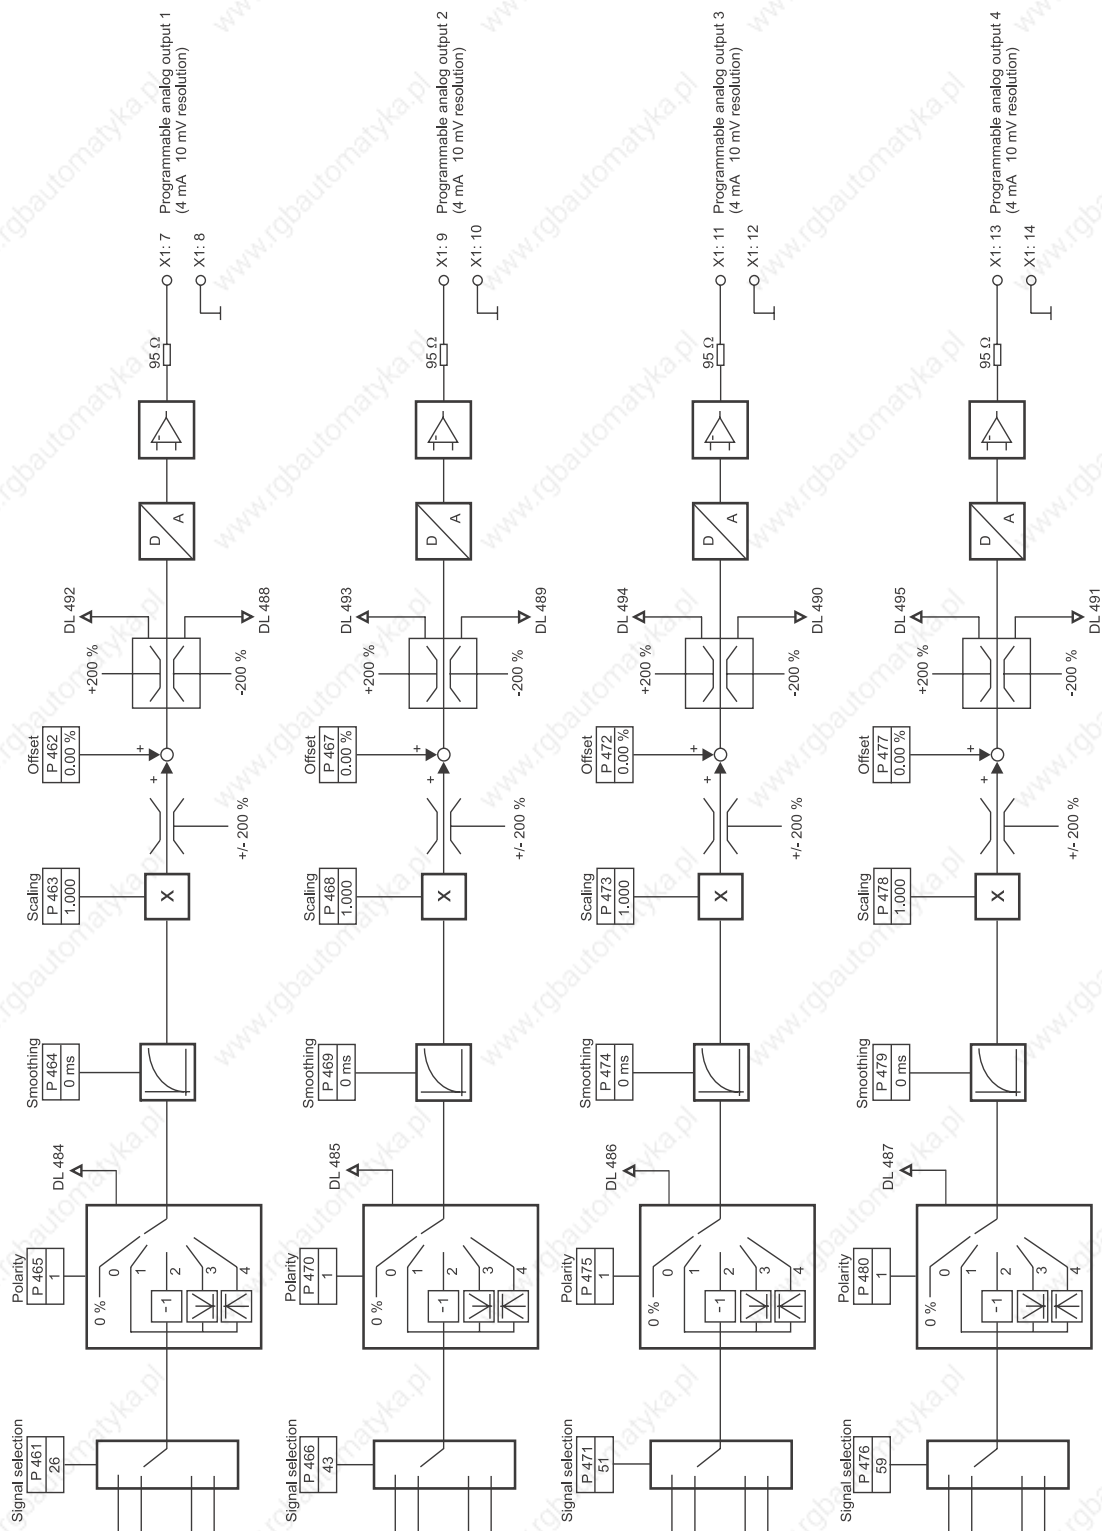 Signal selection
P 461
26
Polarity
P 465
1
0 %
-1
0
1
2
3
4
DL 484
Smoothing
P 464
0 ms
Scaling
P 463
1.000
X
+/- 200 %
Offset
P 462
0.00 %
+
+
+200 %
-200 %
DL 492
DL 488
D
A
-
95 Ω
X1: 7
X1: 8
Programmable analog output 1
(4 mA 10 mV resolution)
Signal selection
P 466
43
Polarity
P 470
1
0 %
-1
0
1
2
3
4
DL 485
Smoothing
P 469
0 ms
Scaling
P 468
1.000
X
+/- 200 %
Offset
P 467
0.00 %
+
+
+200 %
-200 %
DL 493
DL 489
D
A
-
95 Ω
X1: 9
X1: 10
Programmable analog output 2
(4 mA 10 mV resolution)
Signal selection
P 471
51
Polarity
P 475
1
0 %
-1
0
1
2
3
4
DL 486
Smoothing
P 474
0 ms
Scaling
P 473
1.000
X
+/- 200 %
Offset
P 472
0.00 %
+
+
+200 %
-200 %
DL 494
DL 490
D
A
-
95 Ω
X1: 11
X1: 12
Programmable analog output 3
(4 mA 10 mV resolution)
Signal selection
P 476
59
Polarity
P 480
1
0 %
-1
0
1
2
3
4
DL 487
Smoothing
P 479
0 ms
Scaling
P 478
1.000
X
+/- 200 %
Offset
P 477
0.00 %
+
+
+200 %
-200 %
DL 495
DL 491
D
A
-
95 Ω
X1: 13
X1: 14
Programmable analog output 4
(4 mA 10 mV resolution)
www.rgbautomatyka.pl